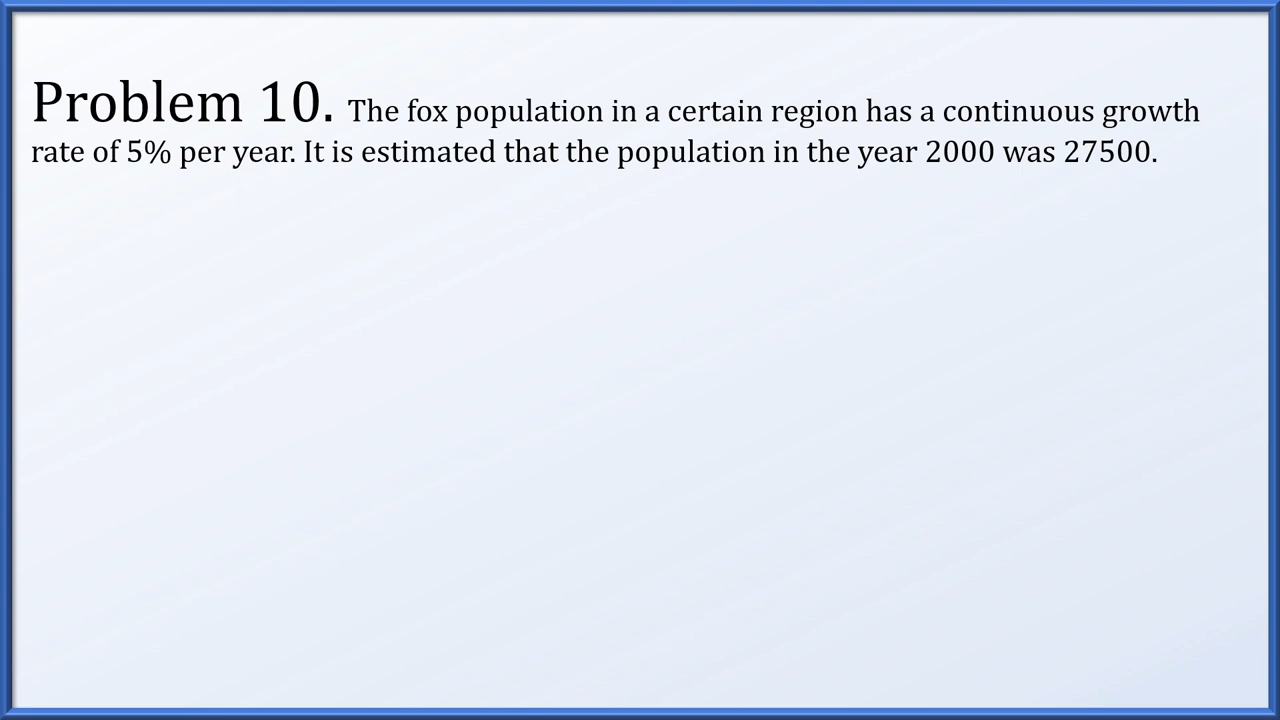 Problem 10. The fox population in a certain region has a continuous growth
rate of 5% per year. It is estimated that the population in the year 2000 was 27500.